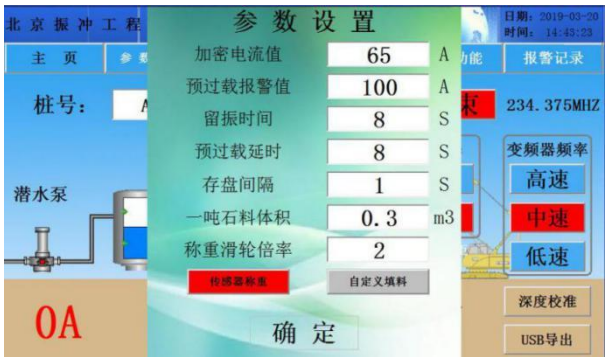 北京振冲工程
参数设置
日期: 2019-03-20
时间: 14:43:23
主页
参数
功能
报警记录
桩号:
A
束
234.375MHZ
加密电流值 65 A
预过载报警值 100 A
留振时间 8 S
预过载延时 8 S
存盘间隔 1 S
一吨石料体积 0.3 m3
称重滑轮倍率 2
传感器称重
自定义填料
确定
潜水泵
0A
变频器频率
高速
中速
低速
深度校准
USB导出